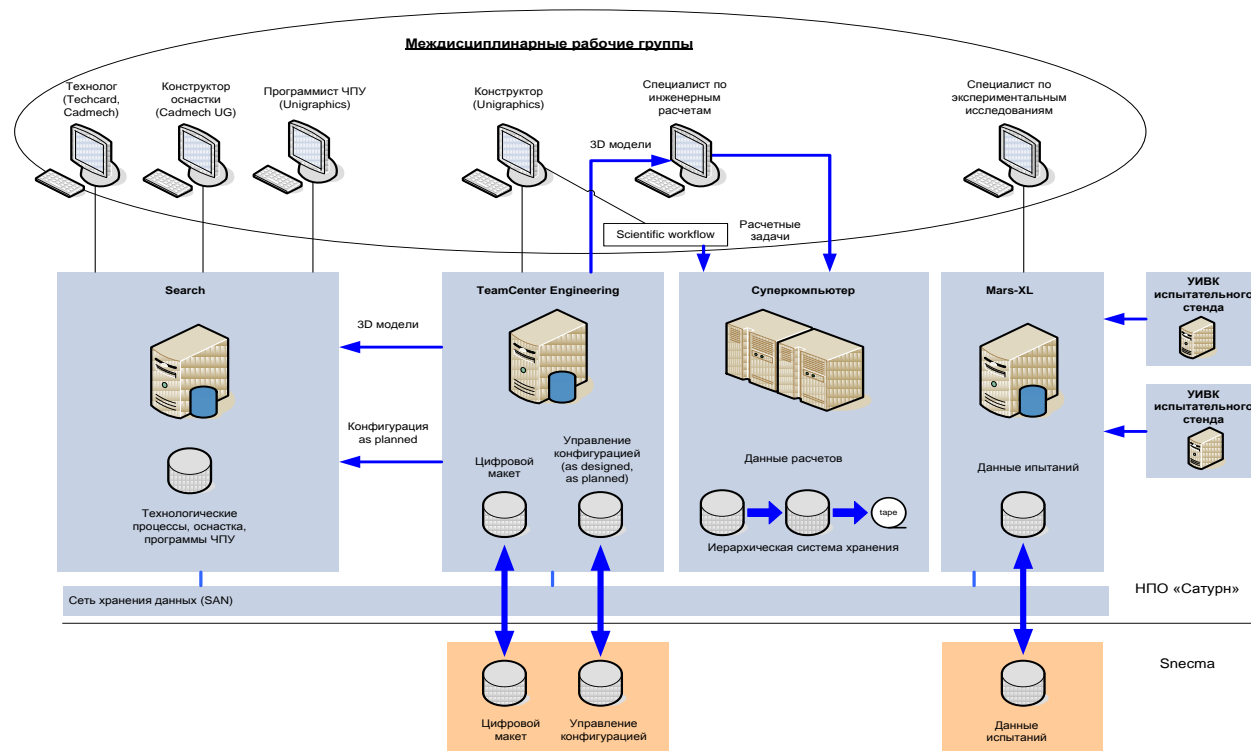 Междисциплинарные рабочие группы
Технолог
(Techcard,
Cadmech)
Конструктор
оснастки
(Cadmech UG)
Программист ЧПУ
(Unigraphics)
Конструктор
(Unigraphics)
Специалист по
инженерным
расчетам
Специалист по
экспериментальным
исследованиям
3D модели
Scientific workflow
Расчетные
задачи
Search
TeamCenter Engineering
Суперкомпьютер
Mars-XL
УИВК
испытательного
стенда
3D модели
УИВК
испытательного
стенда
Конфигурация
as planned
Цифровой
макет
Управление
конфигурацией
(as designed,
as planned)
Данные расчетов
Данные ипытаний
tape
Технологические
процессы, оснастка,
программы ЧПУ
Иерархическая система хранения
Сеть хранения данных (SAN)
НПО «Сатурн»
Snecma
Цифровой
макет
Управление
конфигурацией
Данные
испытаний